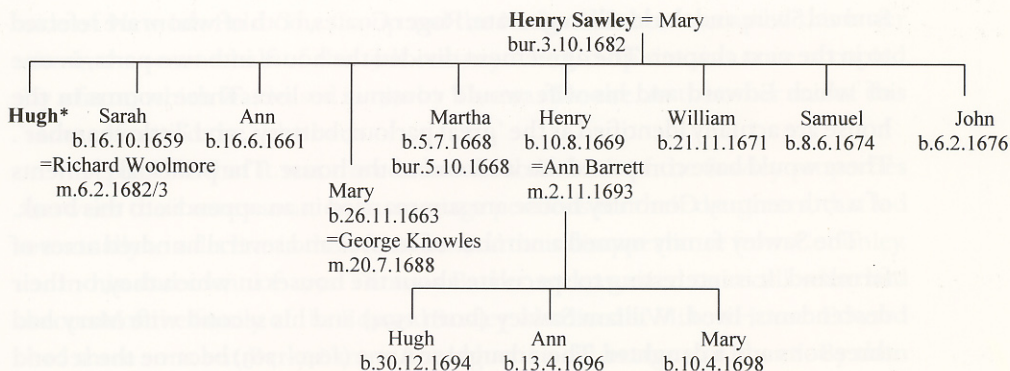 Henry Sawley = Mary
bur.3.10.1682
Hugh* Sarah Ann Martha Henry William Samuel John
b.16.10.1659 b.16.6.1661 b.5.7.1668 b.10.8.1669 b.21.11.1671 b.8.6.1674 b.6.2.1676
=Richard Woolmore bur.5.10.1668 =Ann Barrett
m.6.2.1682/3 m.2.11.1693
Mary
b.26.11.1663
=George Knowles
m.20.7.1688
Hugh Ann Mary
b.30.12.1694 b.13.4.1696 b.10.4.1698